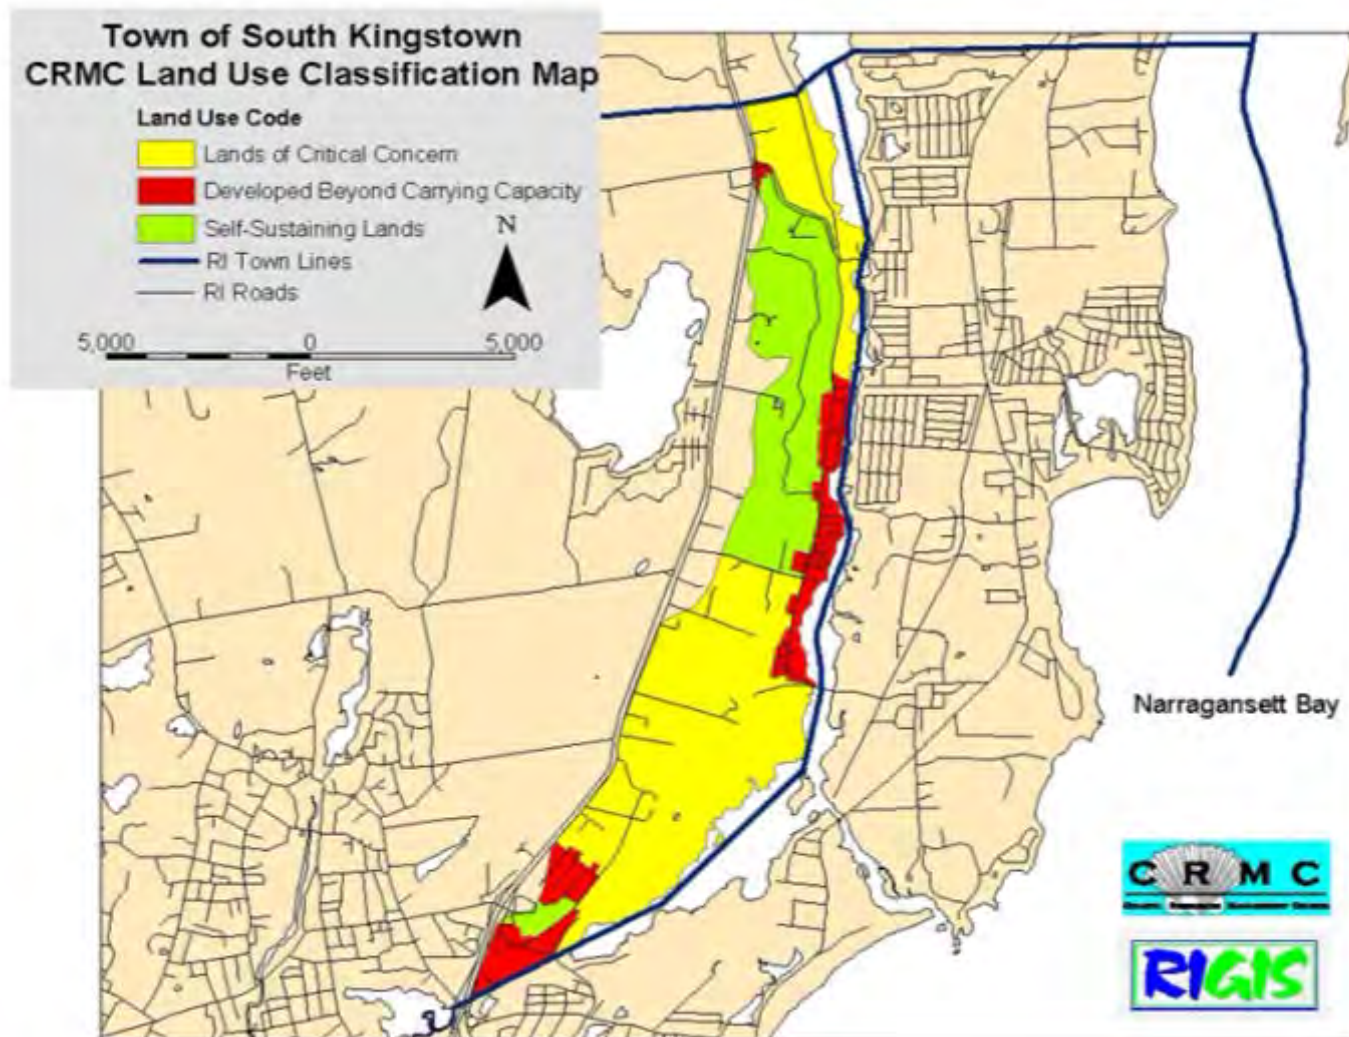 Town of South Kingstown
CRMC Land Use Classification Map
Land Use Code
Lands of Critical Concern
Developed Beyond Carrying Capacity
Self-Sustaining Lands
N
RI Town Lines
RI Roads
5,000 0 5,000
Feet
Narragansett Bay
CRMC
RIGIS